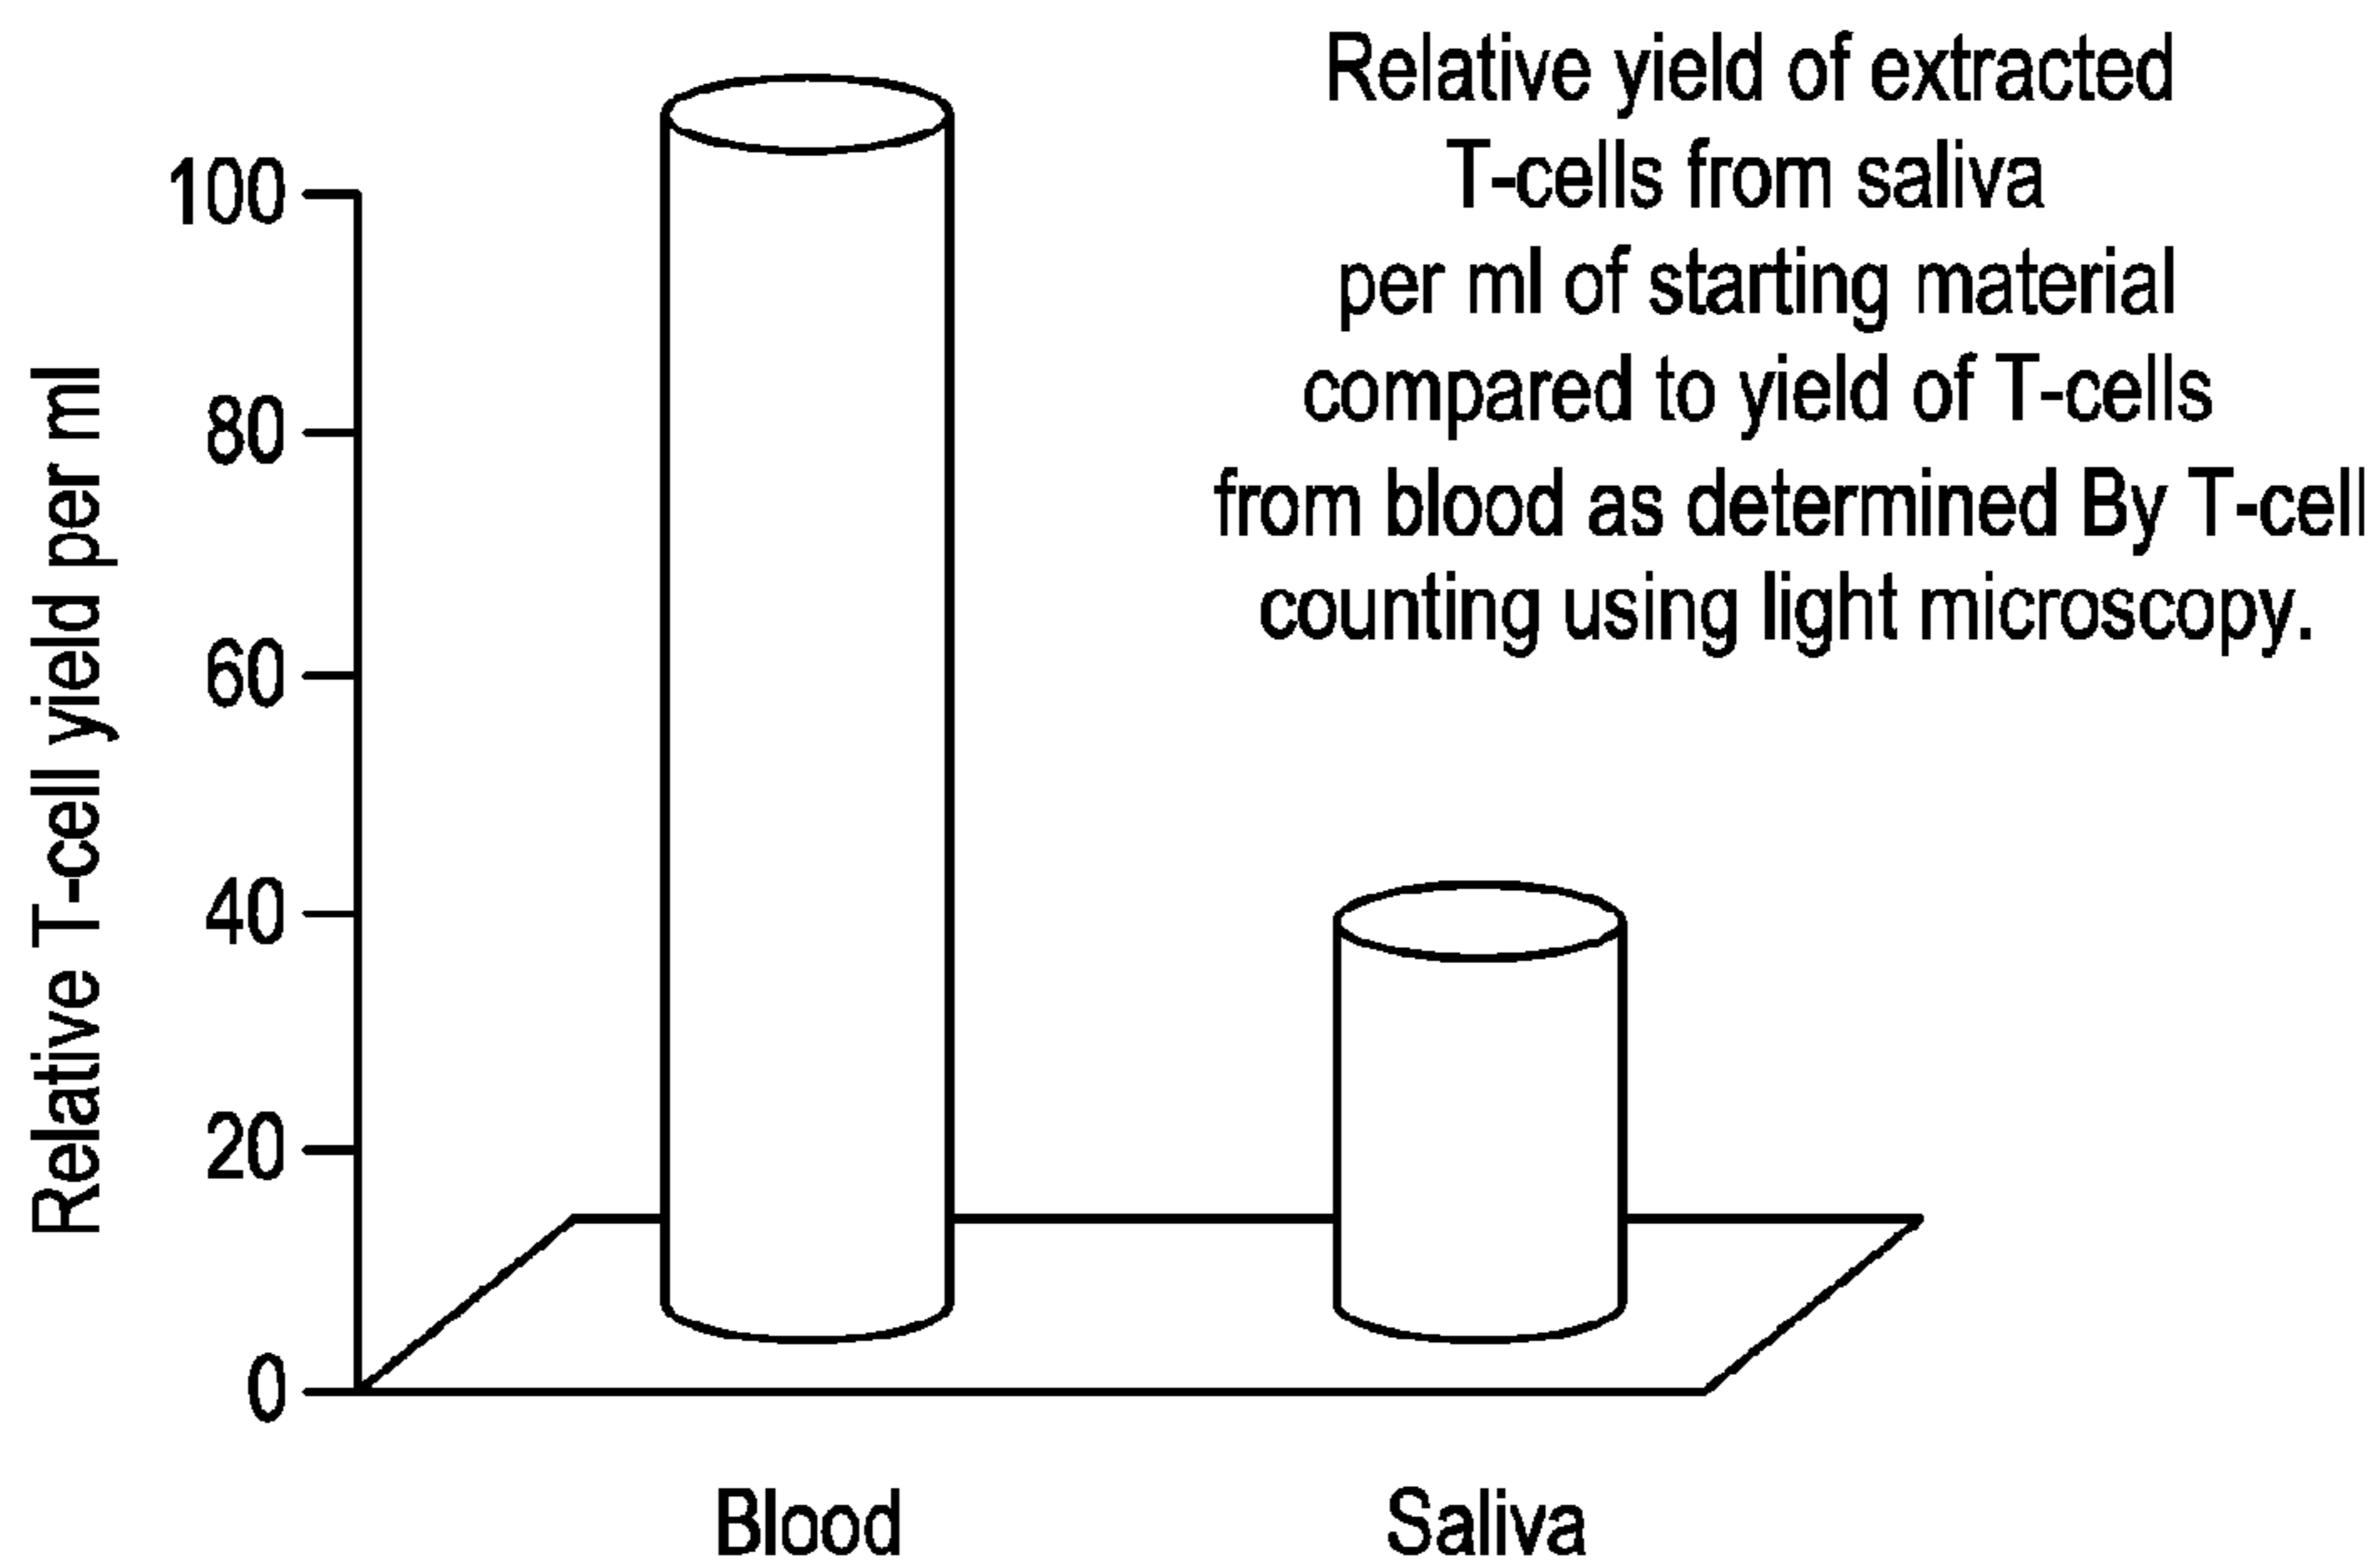 Relative yield of extracted
T-cells from saliva
per ml of starting material
compared to yield of T-cells
from blood as determined By T-cell
counting using light microscopy.
Relative T-cell yield per ml
100
80
60
40
20
0
Blood
Saliva